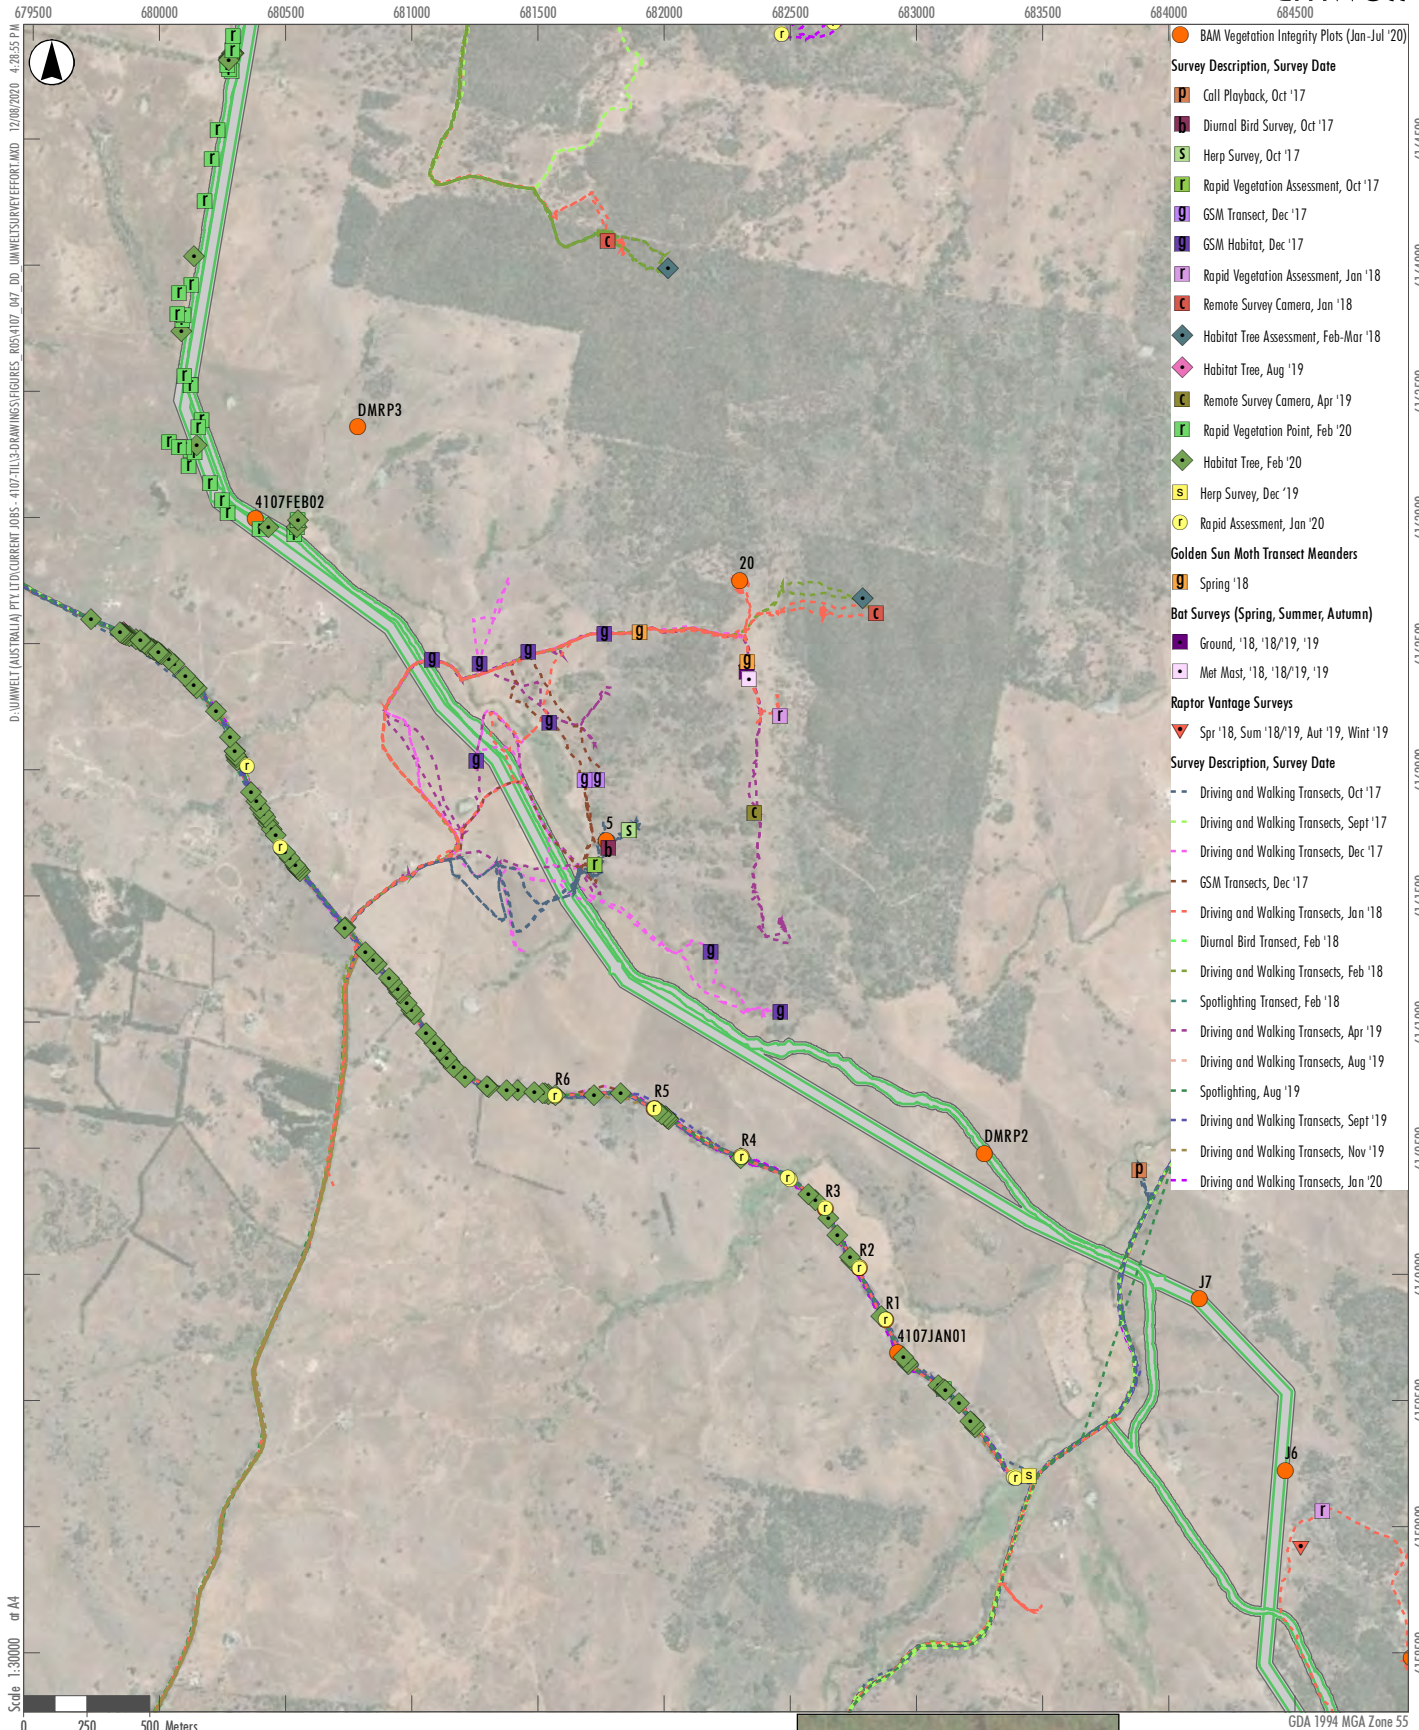 679500 680000 680500 681000 681500 682000 682500 683000 683500 684000 684500
D:\UMWELT (AUSTRALIA) PTY. LTD\CURRENT JOBS - 4107-TILL3-DRAWINGS\FIGURES_R05\4107_047_DD_UMWELTSURVEYEFFORT.MXD 12/08/2020 4:28:55 PM
BAM Vegetation Integrity Plots (Jan-Jul '20)
Survey Description, Survey Date
p Call Playback, Oct '17
b Diurnal Bird Survey, Oct '17
s Herp Survey, Oct '17
r Rapid Vegetation Assessment, Oct '17
g GSM Transect, Dec '17
g GSM Habitat, Dec '17
r Rapid Vegetation Assessment, Jan '18
c Remote Survey Camera, Jan '18
Habitat Tree Assessment, Feb-Mar '18
Habitat Tree, Aug '19
c Remote Survey Camera, Apr '19
r Rapid Vegetation Point, Feb '20
Habitat Tree, Feb '20
s Herp Survey, Dec '19
r Rapid Assessment, Jan '20
Golden Sun Moth Transect Meanders
g Spring '18
Bat Surveys (Spring, Summer, Autumn)
Ground, '18, '18/'19, '19
Met Mast, '18, '18/'19, '19
Raptor Vantage Surveys
Spr '18, Sum '18/'19, Aut '19, Wint '19
Survey Description, Survey Date
Driving and Walking Transects, Oct '17
Driving and Walking Transects, Sept '17
Driving and Walking Transects, Dec '17
GSM Transects, Dec '17
Driving and Walking Transects, Jan '18
Diurnal Bird Transect, Feb '18
Driving and Walking Transects, Feb '18
Spotlighting Transect, Feb '18
Driving and Walking Transects, Apr '19
Driving and Walking Transects, Aug '19
Spotlighting, Aug '19
Driving and Walking Transects, Sept '19
Driving and Walking Transects, Nov '19
Driving and Walking Transects, Jan '20
DMRP3
4107FEB02
20
5
R6
R5
R4
DMRP2
R3
R2
J7
R1
4107JAN01
J6
Scale 1:30000 at A4
0 250 500 Meters
GDA 1994 MGA Zone 55